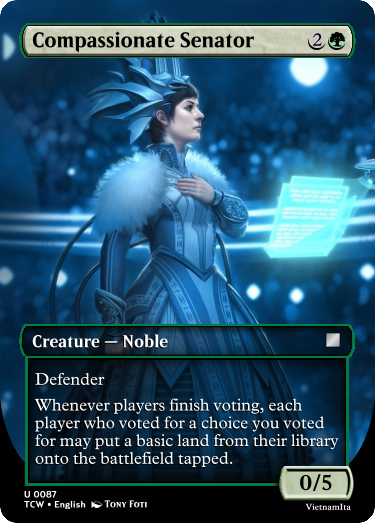 Compassionate Senator 2
Creature — Noble
Defender
Whenever players finish voting, each
player who voted for a choice you voted
for may put a basic land from their library
onto the battlefield tapped.
0/5
U 0087
TCW • English Tony Foti
VietnamIta